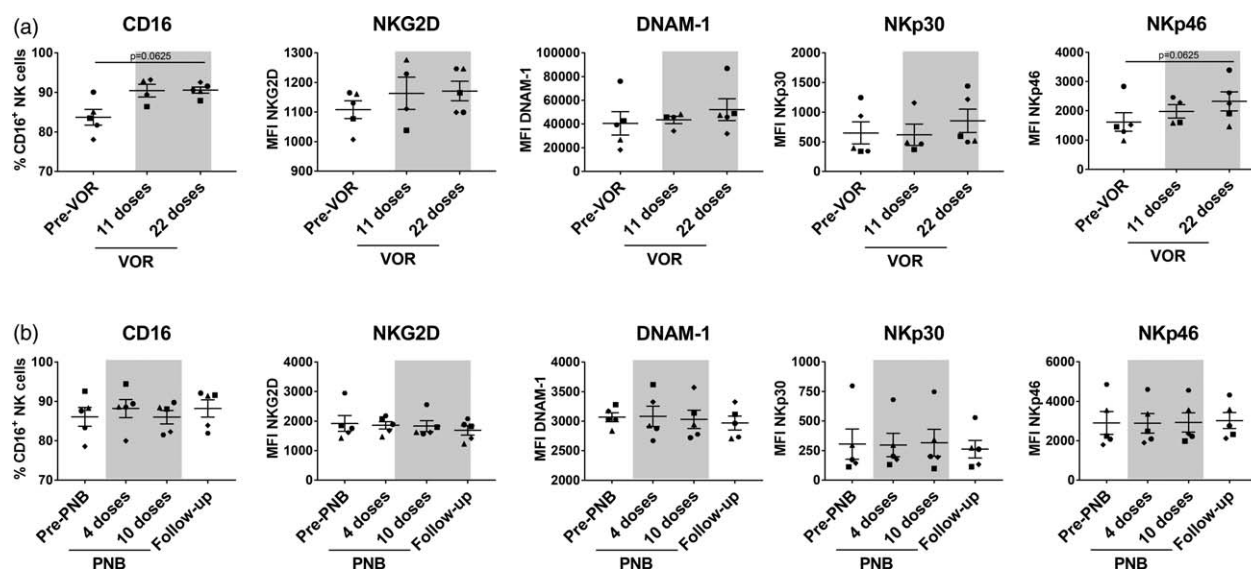 (a)
CD16
NKG2D
DNAM-1
NKp30
NKp46
% CD16+ NK cells
100
90
80
70
p=0.0625
Pre-VOR
11 doses
22 doses
VOR
MFI NKG2D
1300
1200
1100
1000
900
Pre-VOR
11 doses
22 doses
VOR
MFI DNAM-1
100000
80000
60000
40000
20000
0
Pre-VOR
11 doses
22 doses
VOR
MFI NKp30
2000
1500
1000
500
0
Pre-VOR
11 doses
22 doses
VOR
MFI NKp46
4000
3000
2000
1000
0
p=0.0625
Pre-VOR
11 doses
22 doses
VOR
(b)
CD16
NKG2D
DNAM-1
NKp30
NKp46
% CD16+ NK cells
100
90
80
70
Pre-PNB
4 doses
10 doses
Follow-up
PNB
MFI NKG2D
4000
3000
2000
1000
0
Pre-PNB
4 doses
10 doses
Follow-up
PNB
MFI DNAM-1
4000
3500
3000
2500
2000
Pre-PNB
4 doses
10 doses
Follow-up
PNB
MFI NKp30
1000
750
500
250
0
Pre-PNB
4 doses
10 doses
Follow-up
PNB
MFI NKp46
6000
4000
2000
0
Pre-PNB
4 doses
10 doses
Follow-up
PNB